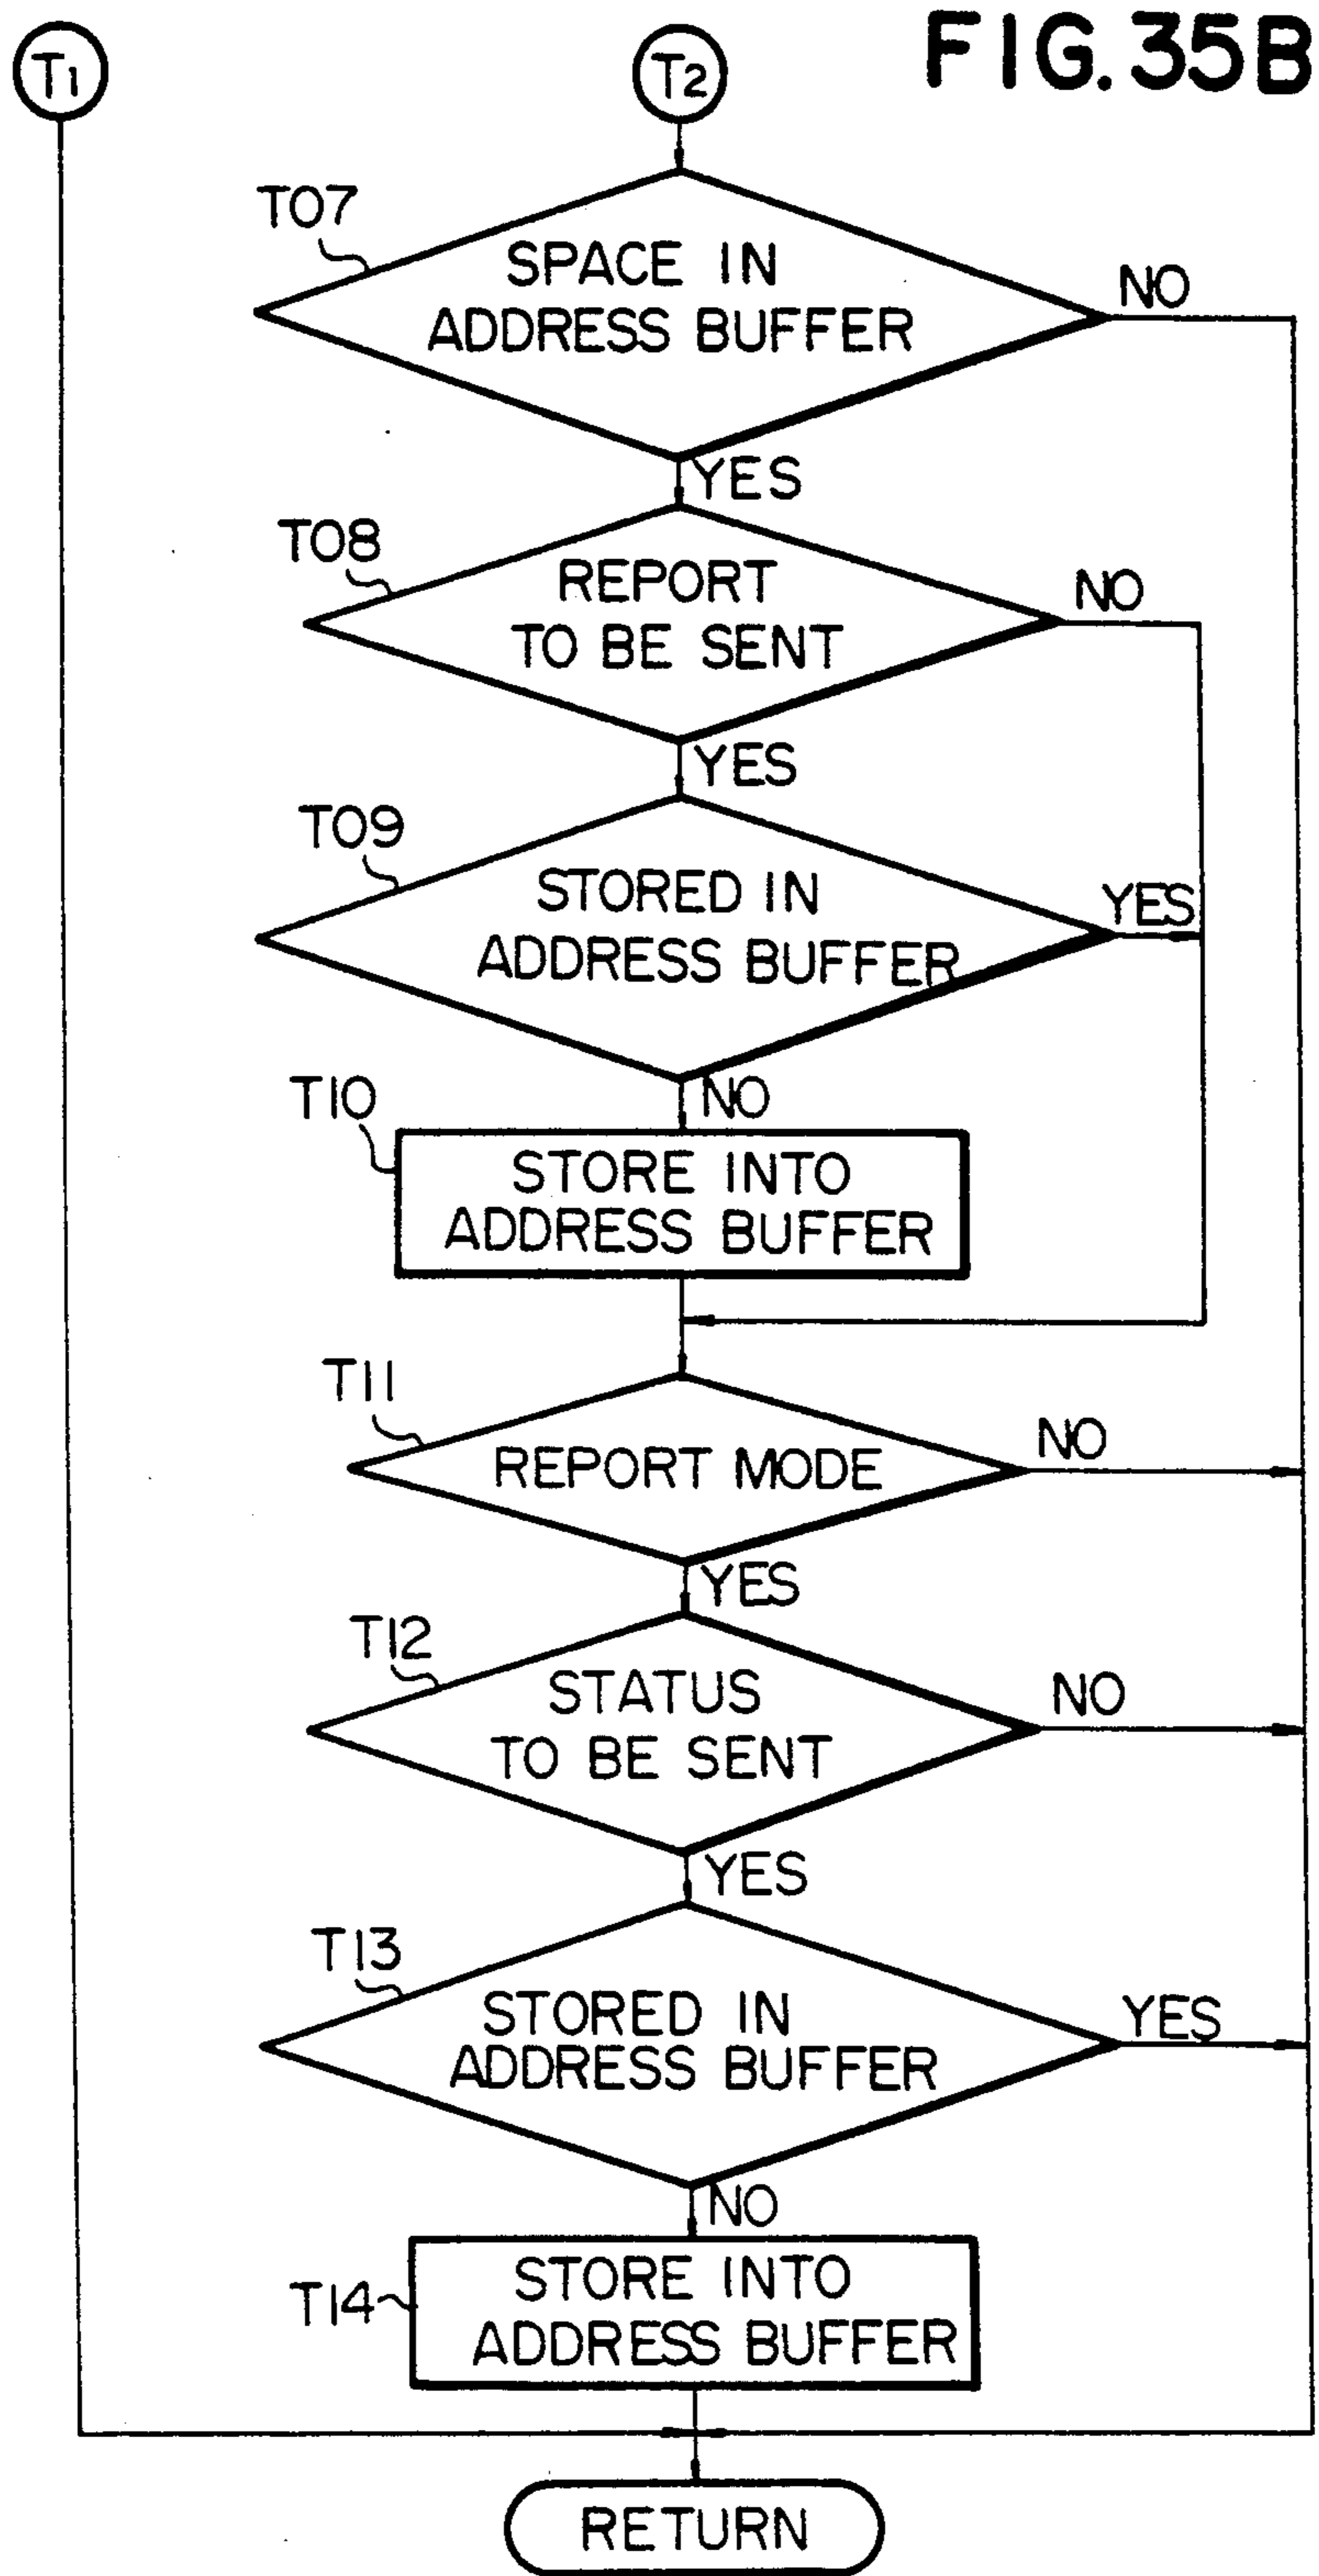 FIG. 35B
T1
T2
T07
SPACE IN
ADDRESS BUFFER
NO
YES
T08
REPORT
TO BE SENT
NO
YES
T09
STORED IN
ADDRESS BUFFER
YES
NO
T10
STORE INTO
ADDRESS BUFFER
T11
REPORT MODE
NO
YES
T12
STATUS
TO BE SENT
NO
YES
T13
STORED IN
ADDRESS BUFFER
YES
NO
T14
STORE INTO
ADDRESS BUFFER
RETURN